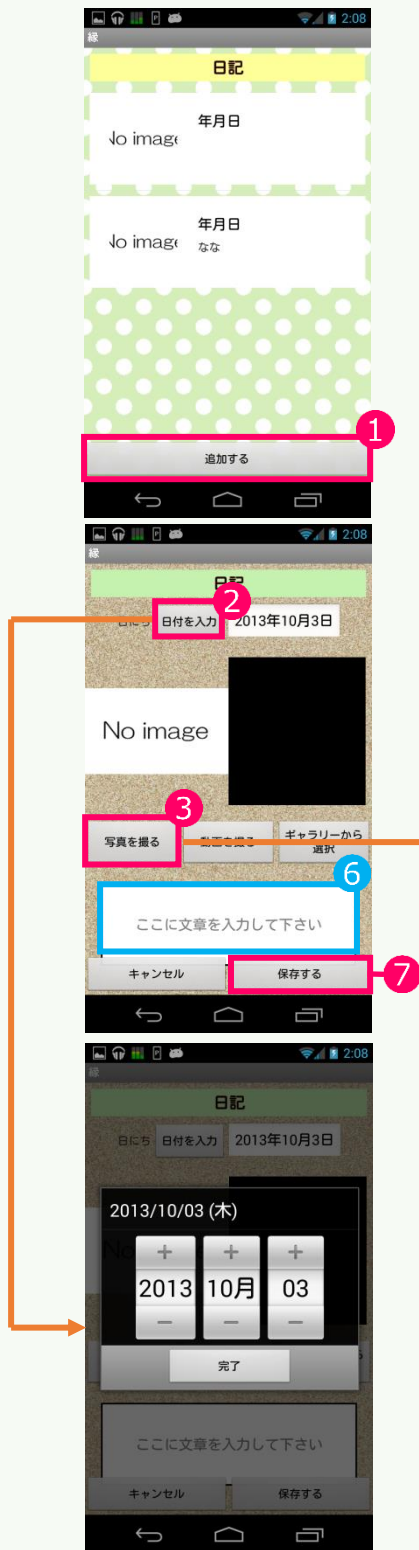 2:08
縁
日記
年月日
No image
年月日
No image
なな
1
追加する
2:08
縁
日記
2
日にち
日付を入力
2013年10月3日
No image
3
写真を撮る
動画を撮る
ギャラリーから
選択
6
ここに文章を入力して下さい
キャンセル
保存する
7
2:08
縁
日記
日にち
日付を入力
2013年10月3日
2013/10/03 (木)
No
+
+
+
2013
10月
03
−
−
−
完了
ここに文章を入力して下さい
キャンセル
保存する